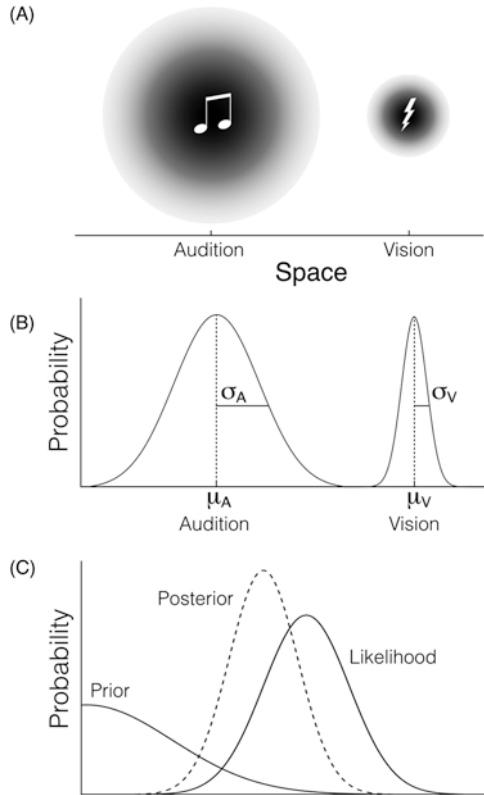 (A)
Audition Vision
Space
(B)
Probability
σA σV
μA μV
Audition Vision
(C)
Probability
Posterior
Likelihood
Prior